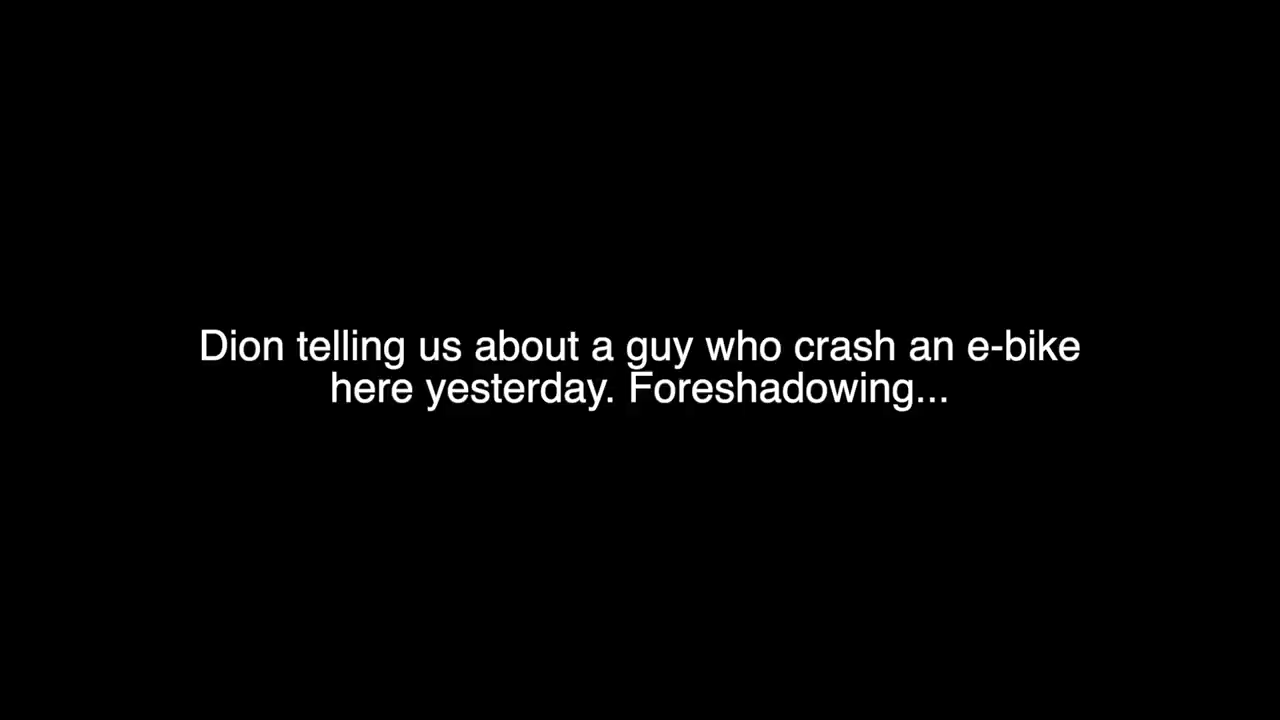 Dion telling us about a guy who crash an e-bike
here yesterday. Foreshadowing...